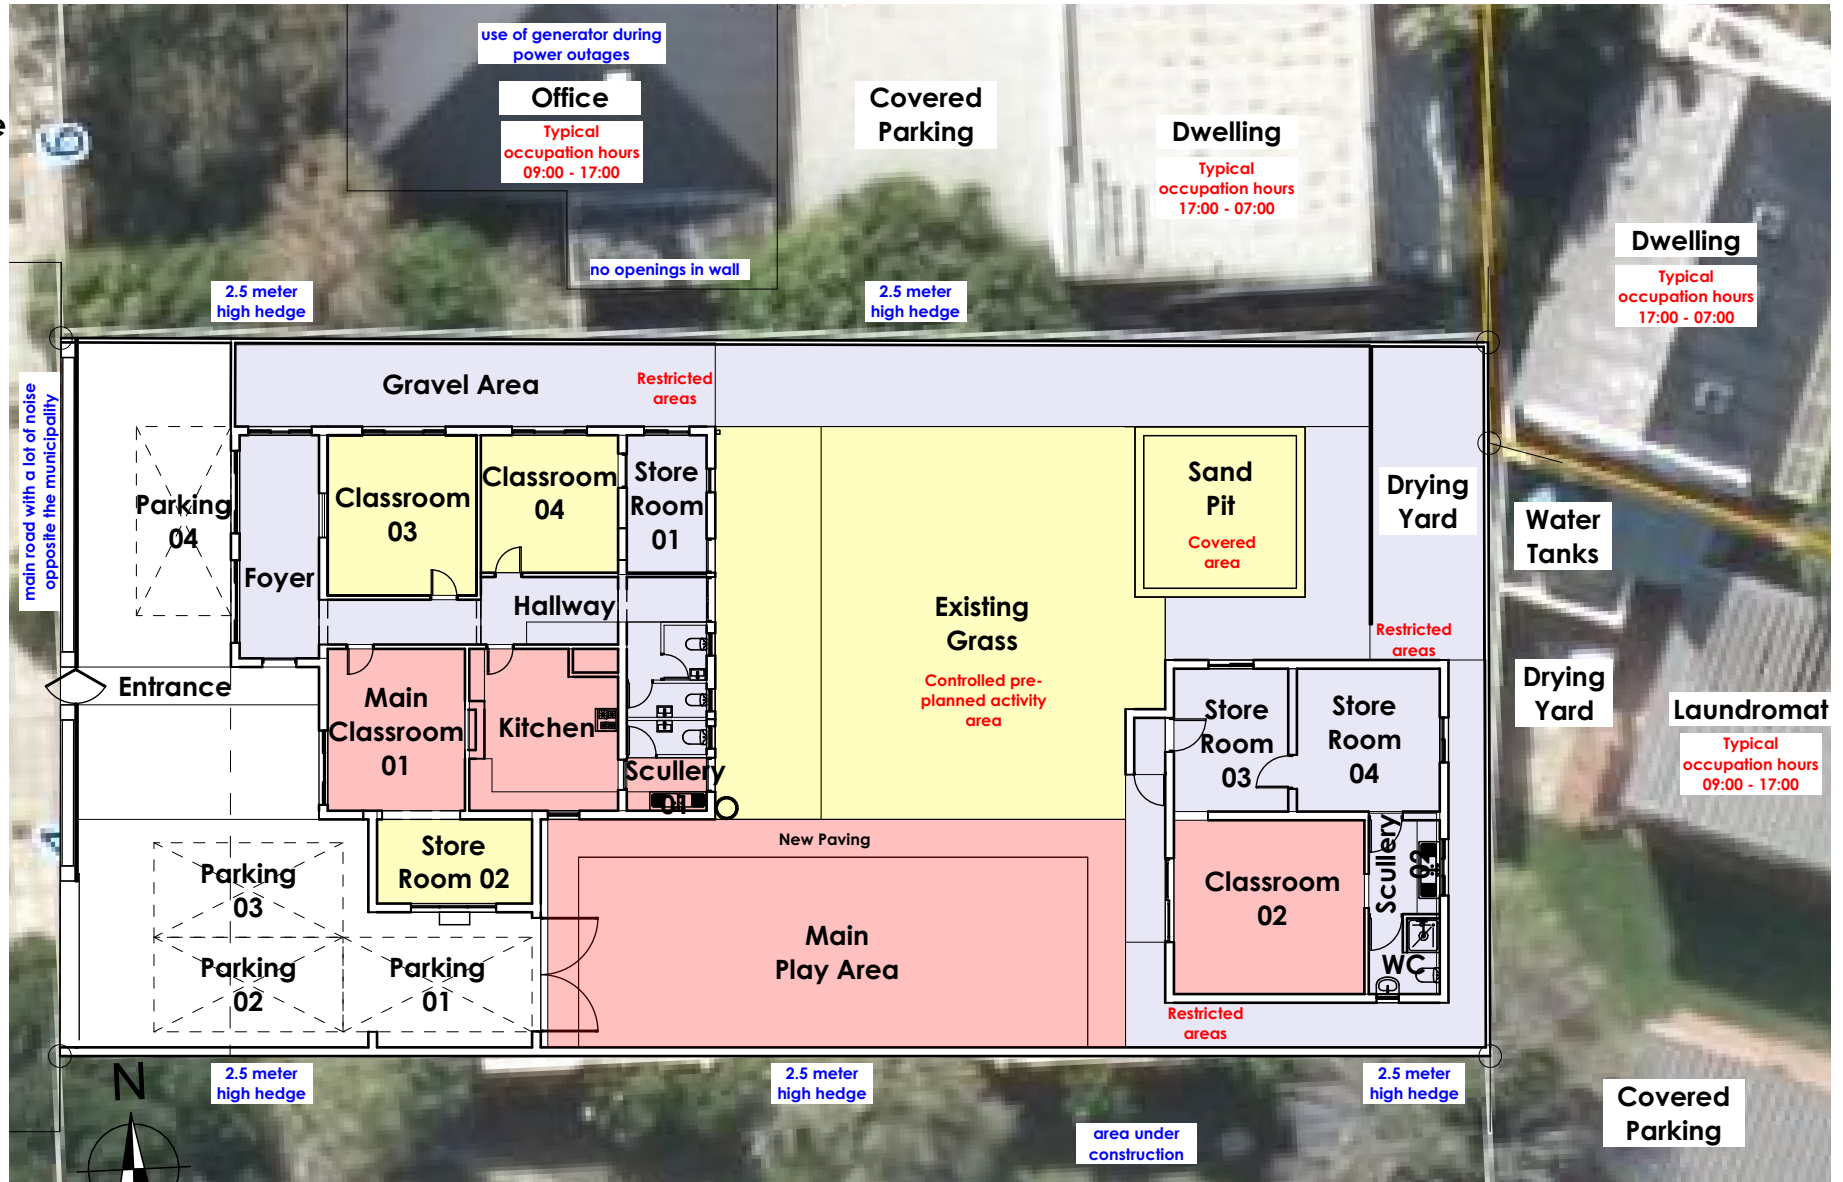 use of generator during
power outages
Office
Typical
occupation hours
09:00 - 17:00
Covered
Parking
Dwelling
Typical
occupation hours
17:00 - 07:00
Dwelling
Typical
occupation hours
17:00 - 07:00
no openings in wall
2.5 meter
high hedge
2.5 meter
high hedge
main road with a lot of noise
opposite the municipality
Gravel Area
Restricted
areas
Parking
04
Foyer
Classroom
03
Classroom
04
Store
Room
01
Hallway
Sand
Pit
Covered
area
Drying
Yard
Water
Tanks
Existing
Grass
Controlled pre-
planned activity
area
Restricted
areas
Entrance
Main
Classroom
01
Kitchen
Scullery
01
Store
Room
03
Store
Room
04
Drying
Yard
Laundromat
Typical
occupation hours
09:00 - 17:00
New Paving
Store
Room 02
Parking
03
Parking
02
Parking
01
Main
Play Area
Classroom
02
Scullery
02
WC
Restricted
areas
N
2.5 meter
high hedge
2.5 meter
high hedge
2.5 meter
high hedge
area under
construction
Covered
Parking